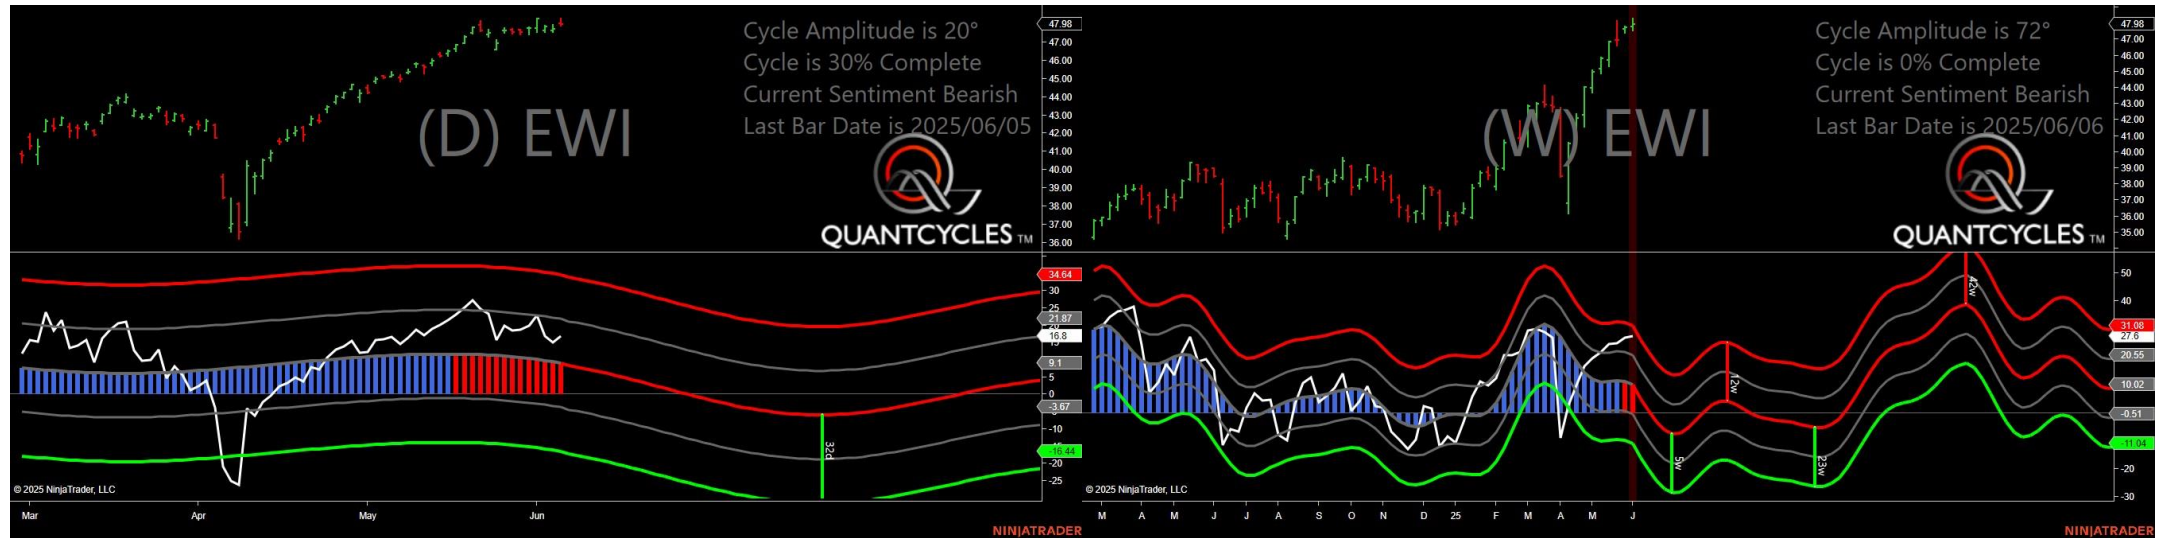 Cycle Amplitude is 20°
Cycle is 30% Complete
Current Sentiment Bearish
Last Bar Date is 2025/06/05
(D) EWI
QUANTCYCLES TM
47.98
47.00
46.00
45.00
44.00
43.00
42.00
41.00
40.00
39.00
38.00
37.00
36.00
34.64
30
25
21.87
16.8
15
9.1
5
0
-3.67
-10
-16.44
-20
-25
32d
© 2025 NinjaTrader, LLC
Mar
Apr
May
Jun
NINJATRADER
Cycle Amplitude is 72°
Cycle is 0% Complete
Current Sentiment Bearish
Last Bar Date is 2025/06/06
(W) EWI
QUANTCYCLES TM
47.98
47.00
46.00
45.00
44.00
43.00
42.00
41.00
40.00
39.00
38.00
37.00
36.00
35.00
50
40
31.08
27.6
20.55
10.02
-0.51
-11.04
-20
-30
42w
12w
5w
23w
© 2025 NinjaTrader, LLC
M A M J J A S O N D 25 F M A M J
NINJATRADER